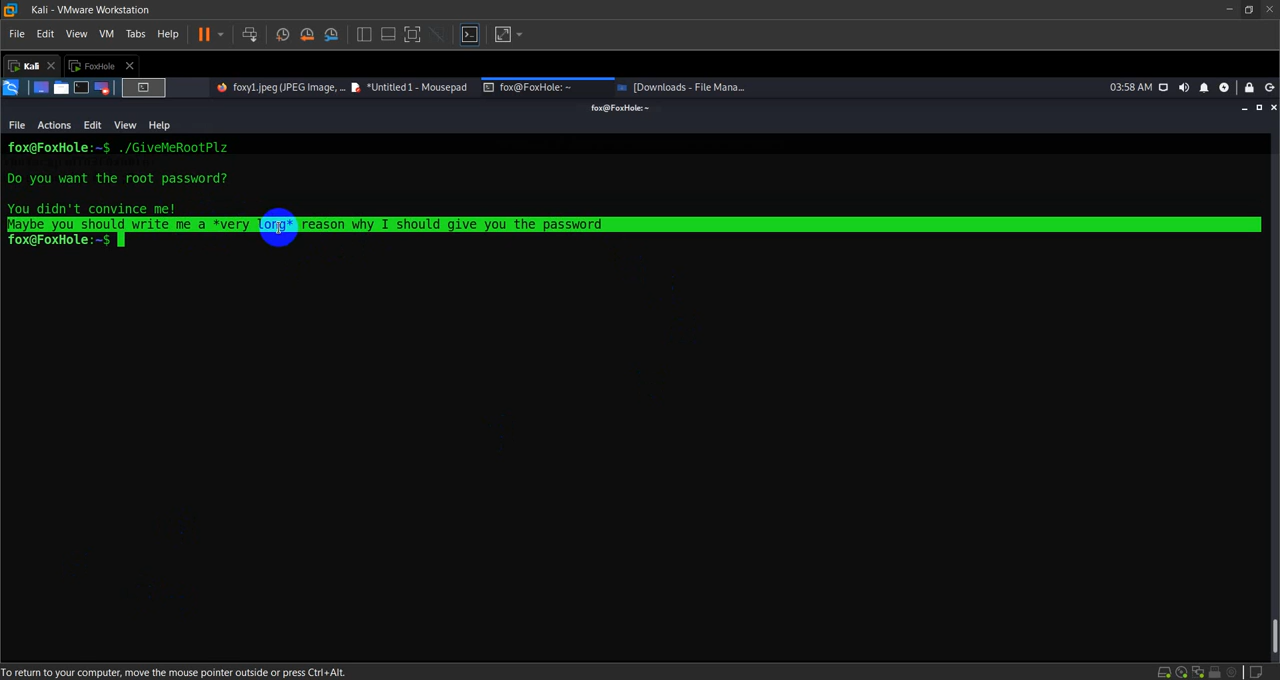 Kali - VMware Workstation
File Edit View VM Tabs Help
Kali FoxHole
foxy1.jpeg (JPEG Image, ... *Untitled 1 - Mousepad fox@FoxHole: ~ [Downloads - File Mana... 03:58 AM
fox@FoxHole: ~
File Actions Edit View Help
fox@FoxHole:~$ ./GiveMeRootPlz
Do you want the root password?
You didn't convince me!
Maybe you should write me a *very long* reason why I should give you the password
fox@FoxHole:~$
To return to your computer, move the mouse pointer outside or press Ctrl+Alt.